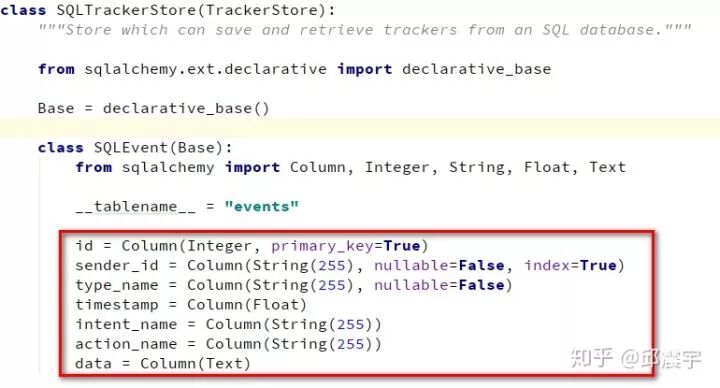 class SQLTrackerStore(TrackerStore):
"""Store which can save and retrieve trackers from an SQL database."""
from sqlalchemy.ext.declarative import declarative_base
Base = declarative_base()
class SQLEvent(Base):
from sqlalchemy import Column, Integer, String, Float, Text
__tablename__ = "events"
id = Column(Integer, primary_key=True)
sender_id = Column(String(255), nullable=False, index=True)
type_name = Column(String(255), nullable=False)
timestamp = Column(Float)
intent_name = Column(String(255))
action_name = Column(String(255))
data = Column(Text)
知乎 @邱震宇